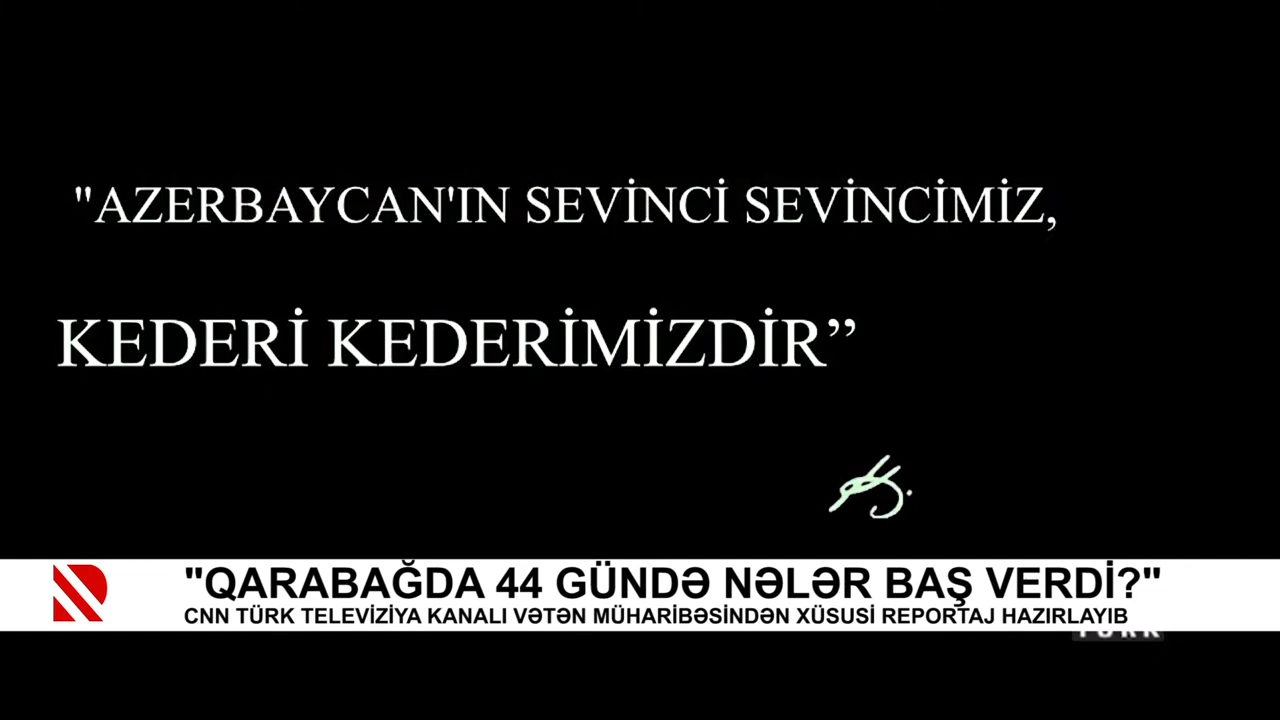 "AZERBAYCAN'IN SEVİNCİ SEVİNCİMİZ,
KEDERİ KEDERİMİZDİR”
"QARABAĞDA 44 GÜNDƏ NƏLƏR BAŞ VERDİ?"
CNN TÜRK TELEVİZİYA KANALI VƏTƏN MÜHARİBƏSİNDƏN XÜSUSİ REPORTAJ HAZIRLAYIB
TÜRK